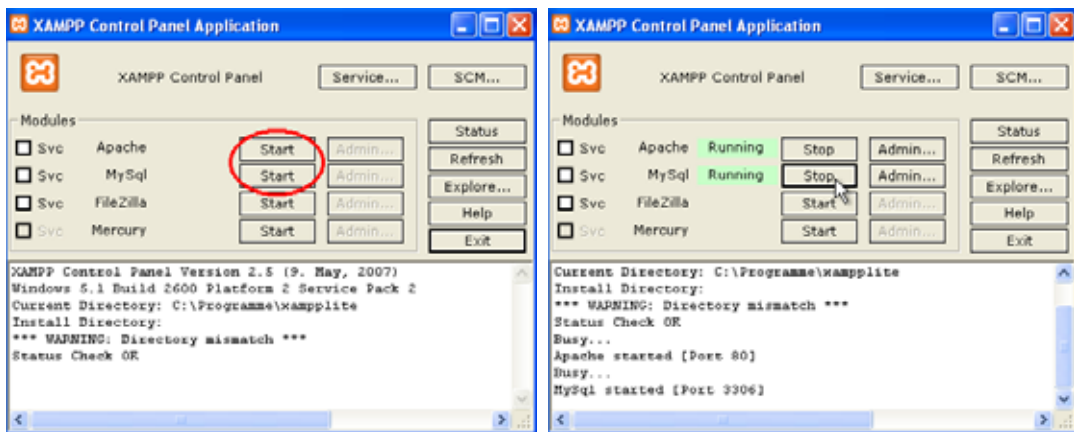 XAMPP Control Panel Application
XAMPP Control Panel Service... SCM...
Modules
Svc Apache Start Admin...
Svc MySql Start Admin...
Svc FileZilla Start Admin...
Svc Mercury Start Admin...
Status
Refresh
Explore...
Help
Exit
XAMPP Control Panel Version 2.5 (9. May, 2007)
Windows 5.1 Build 2600 Platform 2 Service Pack 2
Current Directory: C:\Programme\xampplite
Install Directory:
*** WARNING: Directory mismatch ***
Status Check OK
XAMPP Control Panel Application
XAMPP Control Panel Service... SCM...
Modules
Svc Apache Running Stop Admin...
Svc MySql Running Stop Admin...
Svc FileZilla Start Admin...
Svc Mercury Start Admin...
Status
Refresh
Explore...
Help
Exit
Current Directory: C:\Programme\xampplite
Install Directory:
*** WARNING: Directory mismatch ***
Status Check OK
Busy...
Apache started [Port 80]
Busy...
MySql started [Port 3306]